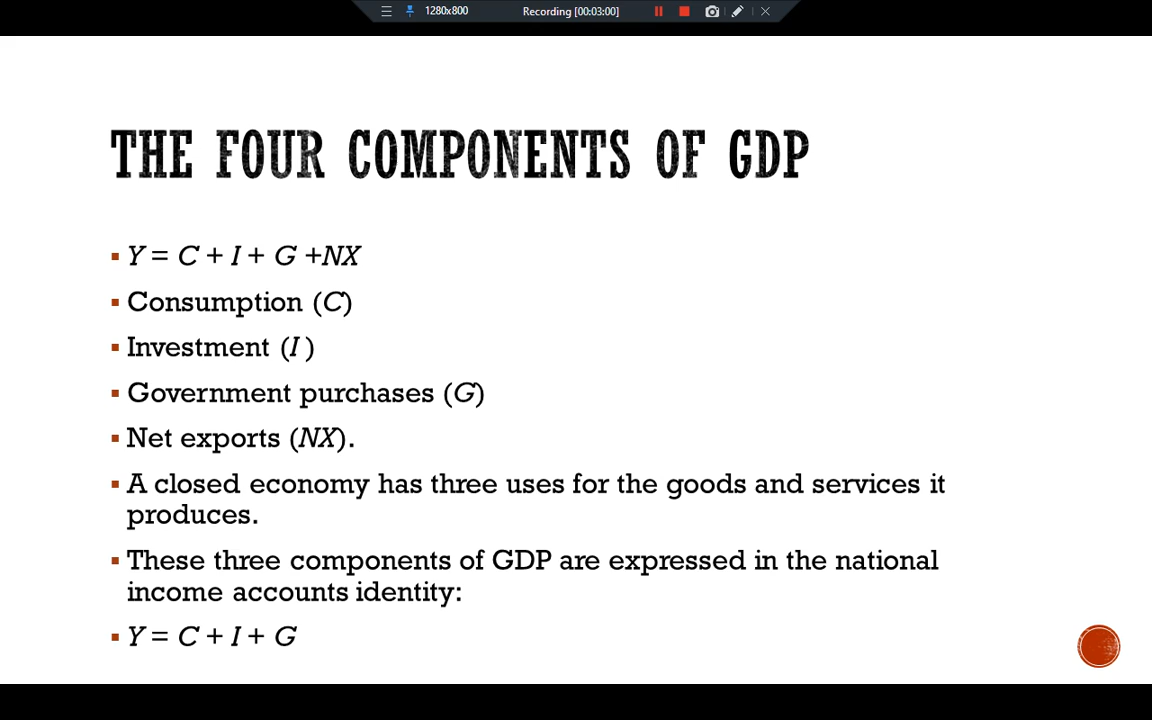 1280x800
Recording [00:03:00]
THE FOUR COMPONENTS OF GDP
▪ Y = C + I + G +NX
▪ Consumption (C)
▪ Investment (I )
▪ Government purchases (G)
▪ Net exports (NX).
▪ A closed economy has three uses for the goods and services it
produces.
▪ These three components of GDP are expressed in the national
income accounts identity:
▪ Y = C + I + G